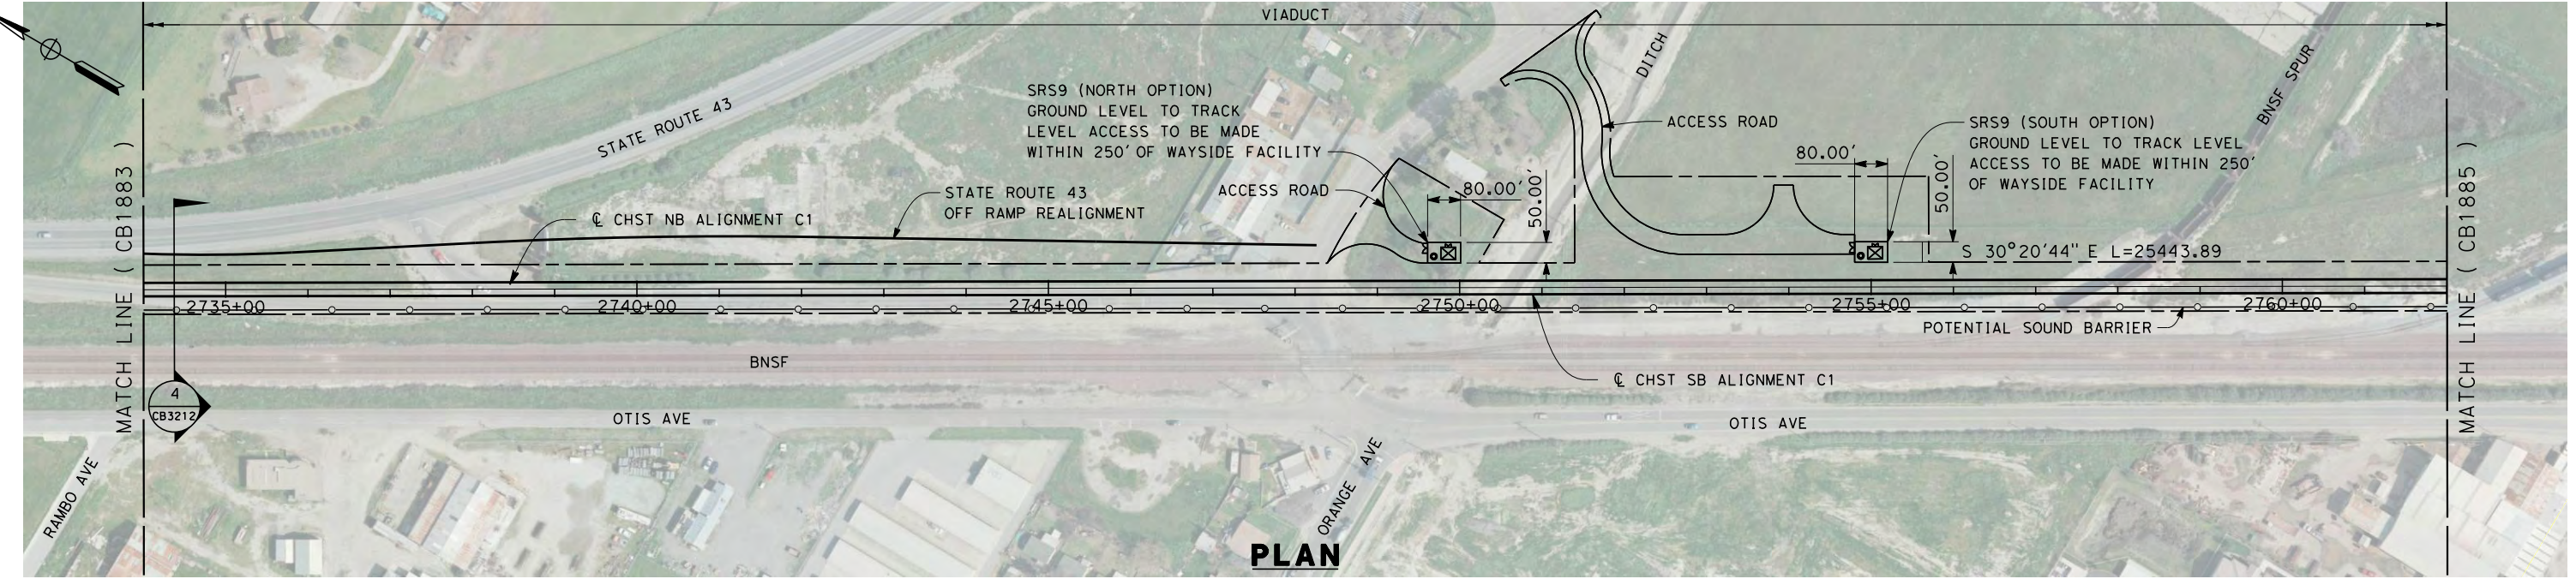 VIADUCT
MATCH LINE ( CB1883 )
STATE ROUTE 43
SRS9 (NORTH OPTION)
GROUND LEVEL TO TRACK
LEVEL ACCESS TO BE MADE
WITHIN 250' OF WAYSIDE FACILITY
ACCESS ROAD
STATE ROUTE 43
OFF RAMP REALIGNMENT
℄ CHST NB ALIGNMENT C1
80.00'
50.00'
DITCH
ACCESS ROAD
80.00'
50.00'
SRS9 (SOUTH OPTION)
GROUND LEVEL TO TRACK LEVEL
ACCESS TO BE MADE WITHIN 250'
OF WAYSIDE FACILITY
BNSF SPUR
S 30°20'44" E L=25443.89
MATCH LINE ( CB1885 )
2735+00
2740+00
2745+00
2750+00
2755+00
2760+00
POTENTIAL SOUND BARRIER
BNSF
℄ CHST SB ALIGNMENT C1
4
CB3212
OTIS AVE
OTIS AVE
RAMBO AVE
ORANGE AVE
PLAN